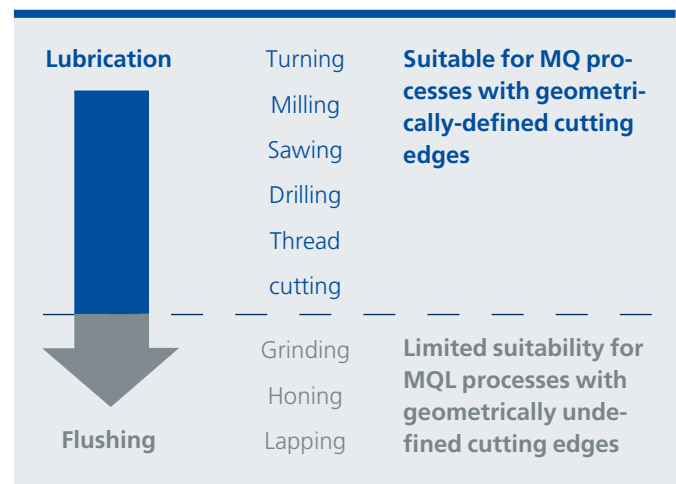 Lubrication
Turning
Milling
Sawing
Drilling
Thread
cutting
Suitable for MQ pro-
cesses with geometri-
cally-defined cutting
edges
Grinding
Honing
Lapping
Limited suitability for
MQL processes with
geometrically unde-
fined cutting edges
Flushing